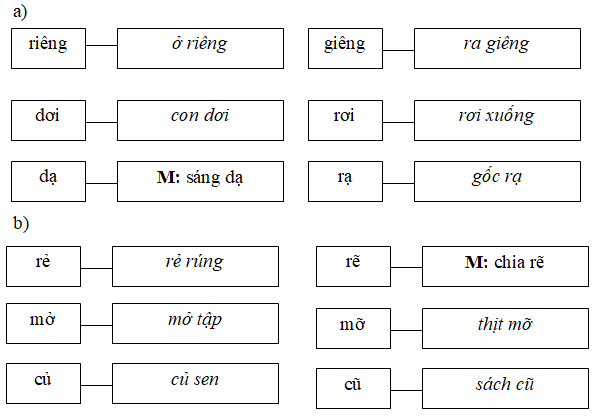 a)
riêng ở riêng giêng ra giêng
dơi con dơi rơi rơi xuống
dạ M: sáng dạ rạ gốc rạ
b)
rẻ rẻ rúng rẽ M: chia rẽ
mở mở tập mỡ thịt mỡ
củ củ sen cũ sách cũ